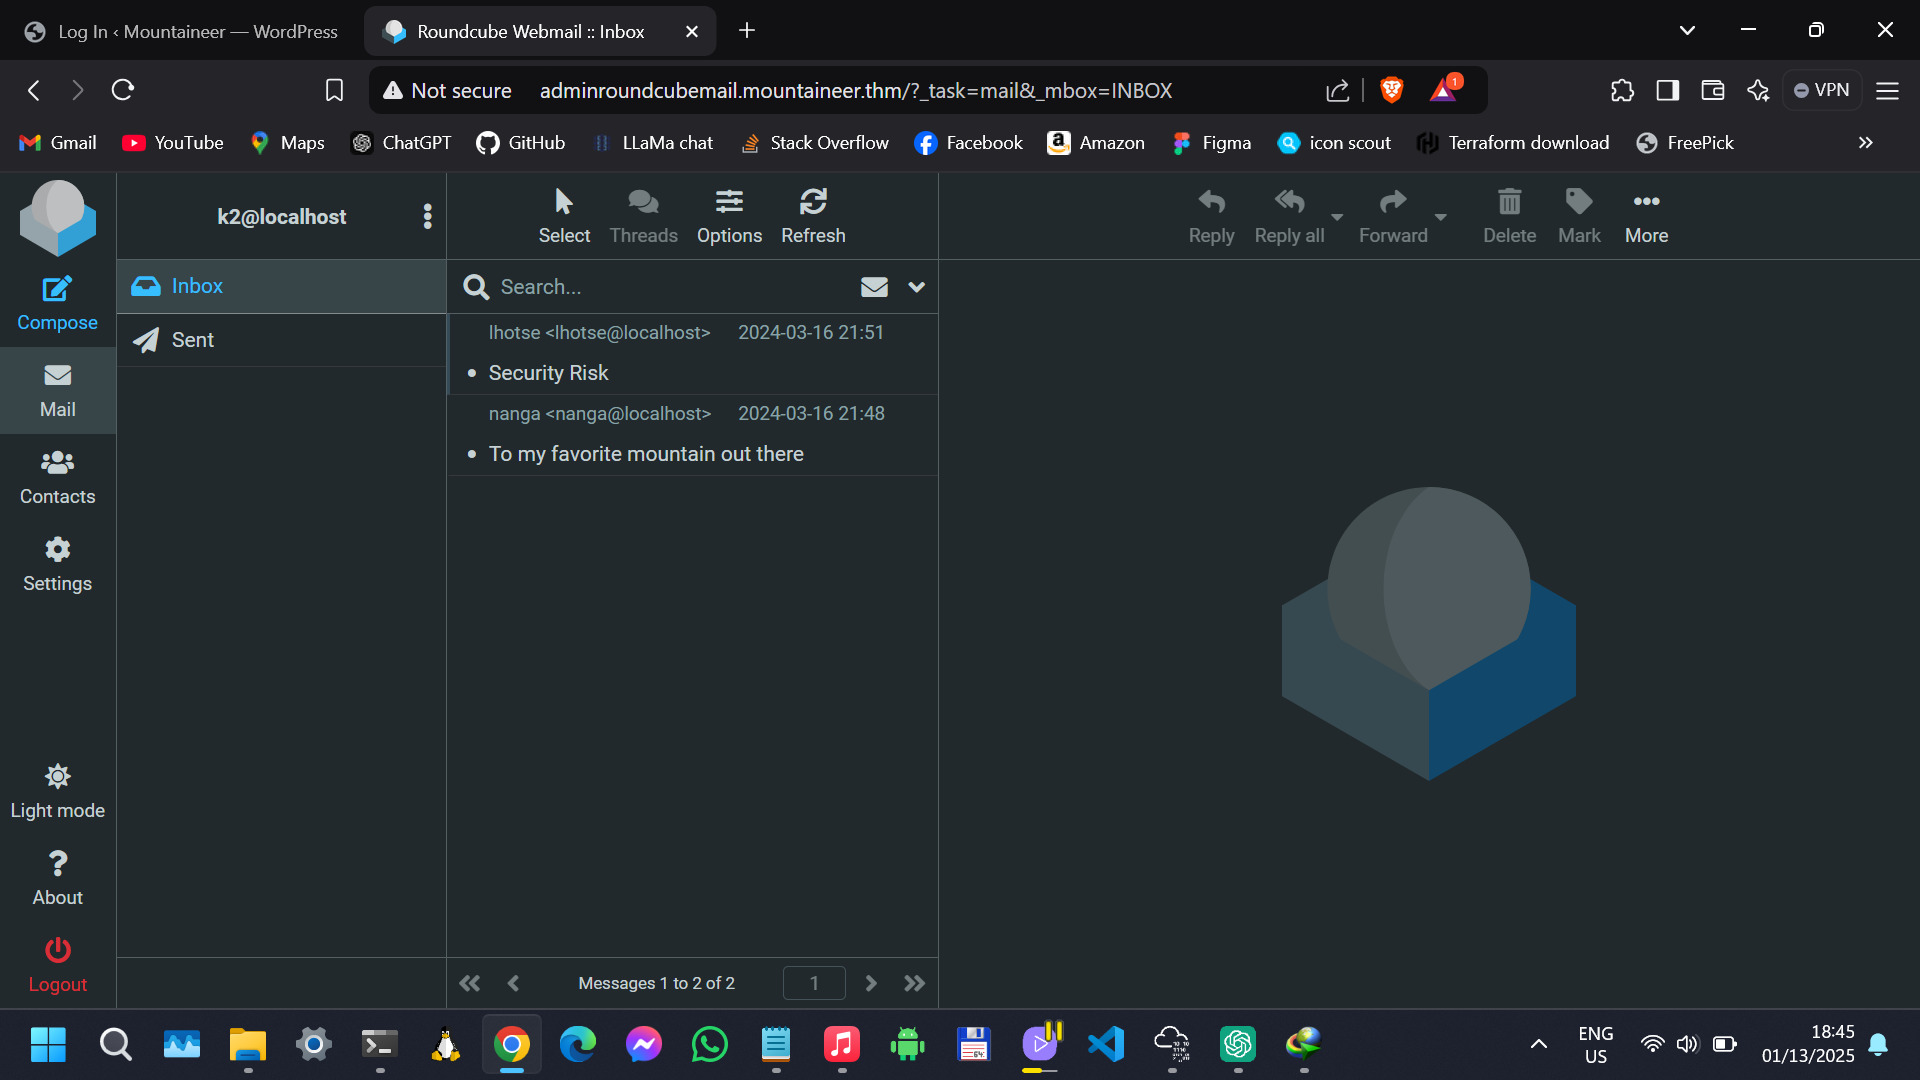 Log In ‹ Mountaineer — WordPress
Roundcube Webmail :: Inbox
Not secure
adminroundcubemail.mountaineer.thm/?_task=mail&_mbox=INBOX
1
VPN
Gmail
YouTube
Maps
ChatGPT
GitHub
LLaMa chat
Stack Overflow
Facebook
Amazon
Figma
icon scout
Terraform download
FreePick
k2@localhost
Select
Threads
Options
Refresh
Reply
Reply all
Forward
Delete
Mark
More
Compose
Mail
Contacts
Settings
Light mode
About
Logout
Inbox
Sent
Search...
lhotse <lhotse@localhost> 2024-03-16 21:51
Security Risk
nanga <nanga@localhost> 2024-03-16 21:48
To my favorite mountain out there
Messages 1 to 2 of 2
1
ENG
US
18:45
01/13/2025